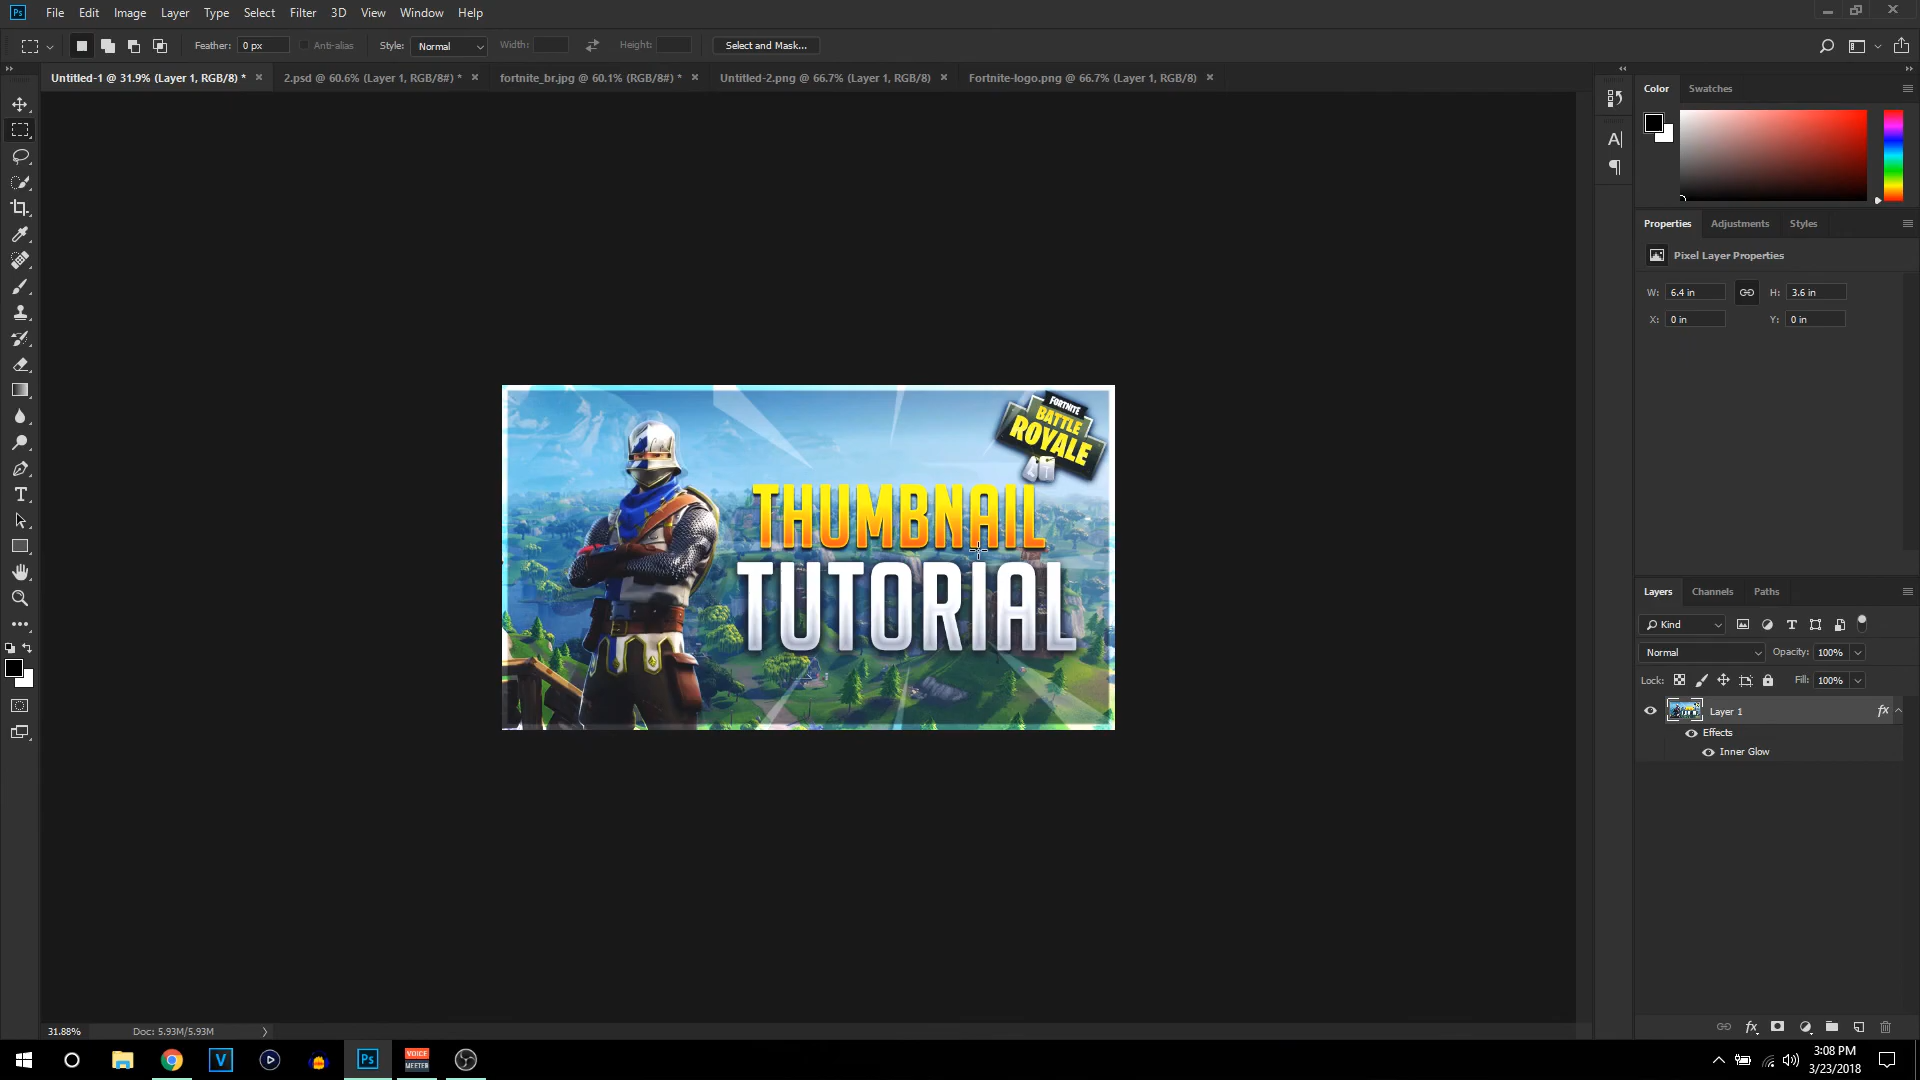 Ps File Edit Image Layer Type Select Filter 3D View Window Help
Feather: 0 px Anti-alias Style: Normal Width: Height: Select and Mask...
Untitled-1 @ 31.9% (Layer 1, RGB/8) * × 2.psd @ 60.6% (Layer 1, RGB/8#) * × fortnite_br.jpg @ 60.1% (RGB/8#) * × Untitled-2.png @ 66.7% (Layer 1, RGB/8) × Fortnite-logo.png @ 66.7% (Layer 1, RGB/8) ×
Color Swatches
Properties Adjustments Styles
Pixel Layer Properties
W: 6.4 in H: 3.6 in
X: 0 in Y: 0 in
FORTNITE
BATTLE
ROYALE
THUMBNAIL
TUTORIAL
Layers Channels Paths
Kind
Normal Opacity: 100%
Lock: Fill: 100%
Layer 1 fx
Effects
Inner Glow
31.88% Doc: 5.93M/5.93M
fx
V Ps VOICE
MEETER
3:08 PM
3/23/2018